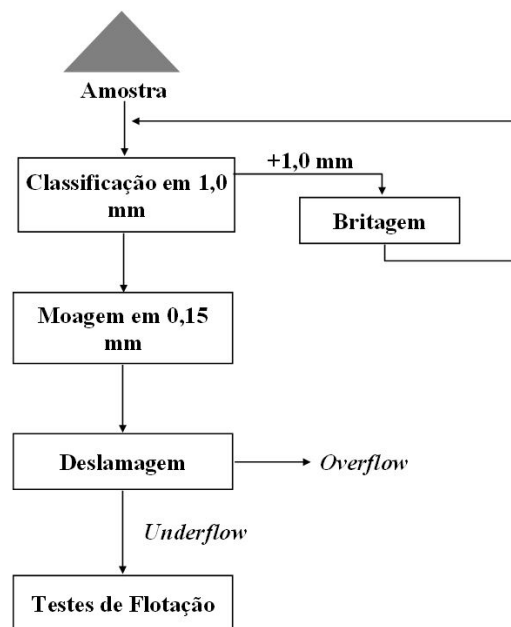 Amostra
Classificação em 1,0
mm
+1,0 mm
Britagem
Moagem em 0,15
mm
Deslamagem
Overflow
Underflow
Testes de Flotação